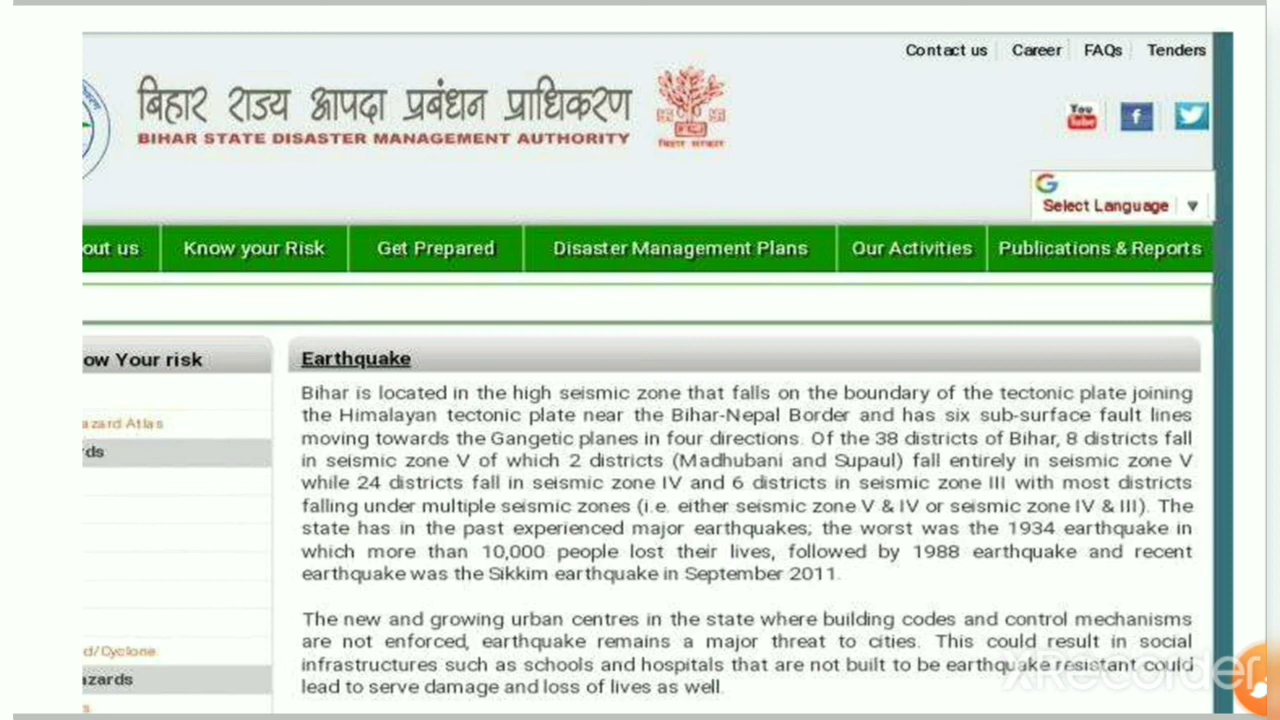 Contact us Career FAQs Tenders
बिहार राज्य आपदा प्रबंधन प्राधिकरण
BIHAR STATE DISASTER MANAGEMENT AUTHORITY
You Tube f
G
Select Language ▼
out us Know your Risk Get Prepared Disaster Management Plans Our Activities Publications & Reports
ow Your risk
azard Atlas
ds
d/Cyclone
azards
s
Earthquake
Bihar is located in the high seismic zone that falls on the boundary of the tectonic plate joining
the Himalayan tectonic plate near the Bihar-Nepal Border and has six sub-surface fault lines
moving towards the Gangetic planes in four directions. Of the 38 districts of Bihar, 8 districts fall
in seismic zone V of which 2 districts (Madhubani and Supaul) fall entirely in seismic zone V
while 24 districts fall in seismic zone IV and 6 districts in seismic zone III with most districts
falling under multiple seismic zones (i.e. either seismic zone V & IV or seismic zone IV & III). The
state has in the past experienced major earthquakes; the worst was the 1934 earthquake in
which more than 10,000 people lost their lives, followed by 1988 earthquake and recent
earthquake was the Sikkim earthquake in September 2011.
The new and growing urban centres in the state where building codes and control mechanisms
are not enforced, earthquake remains a major threat to cities. This could result in social
infrastructures such as schools and hospitals that are not built to be earthquake resistant could
lead to serve damage and loss of lives as well.
XRecorder